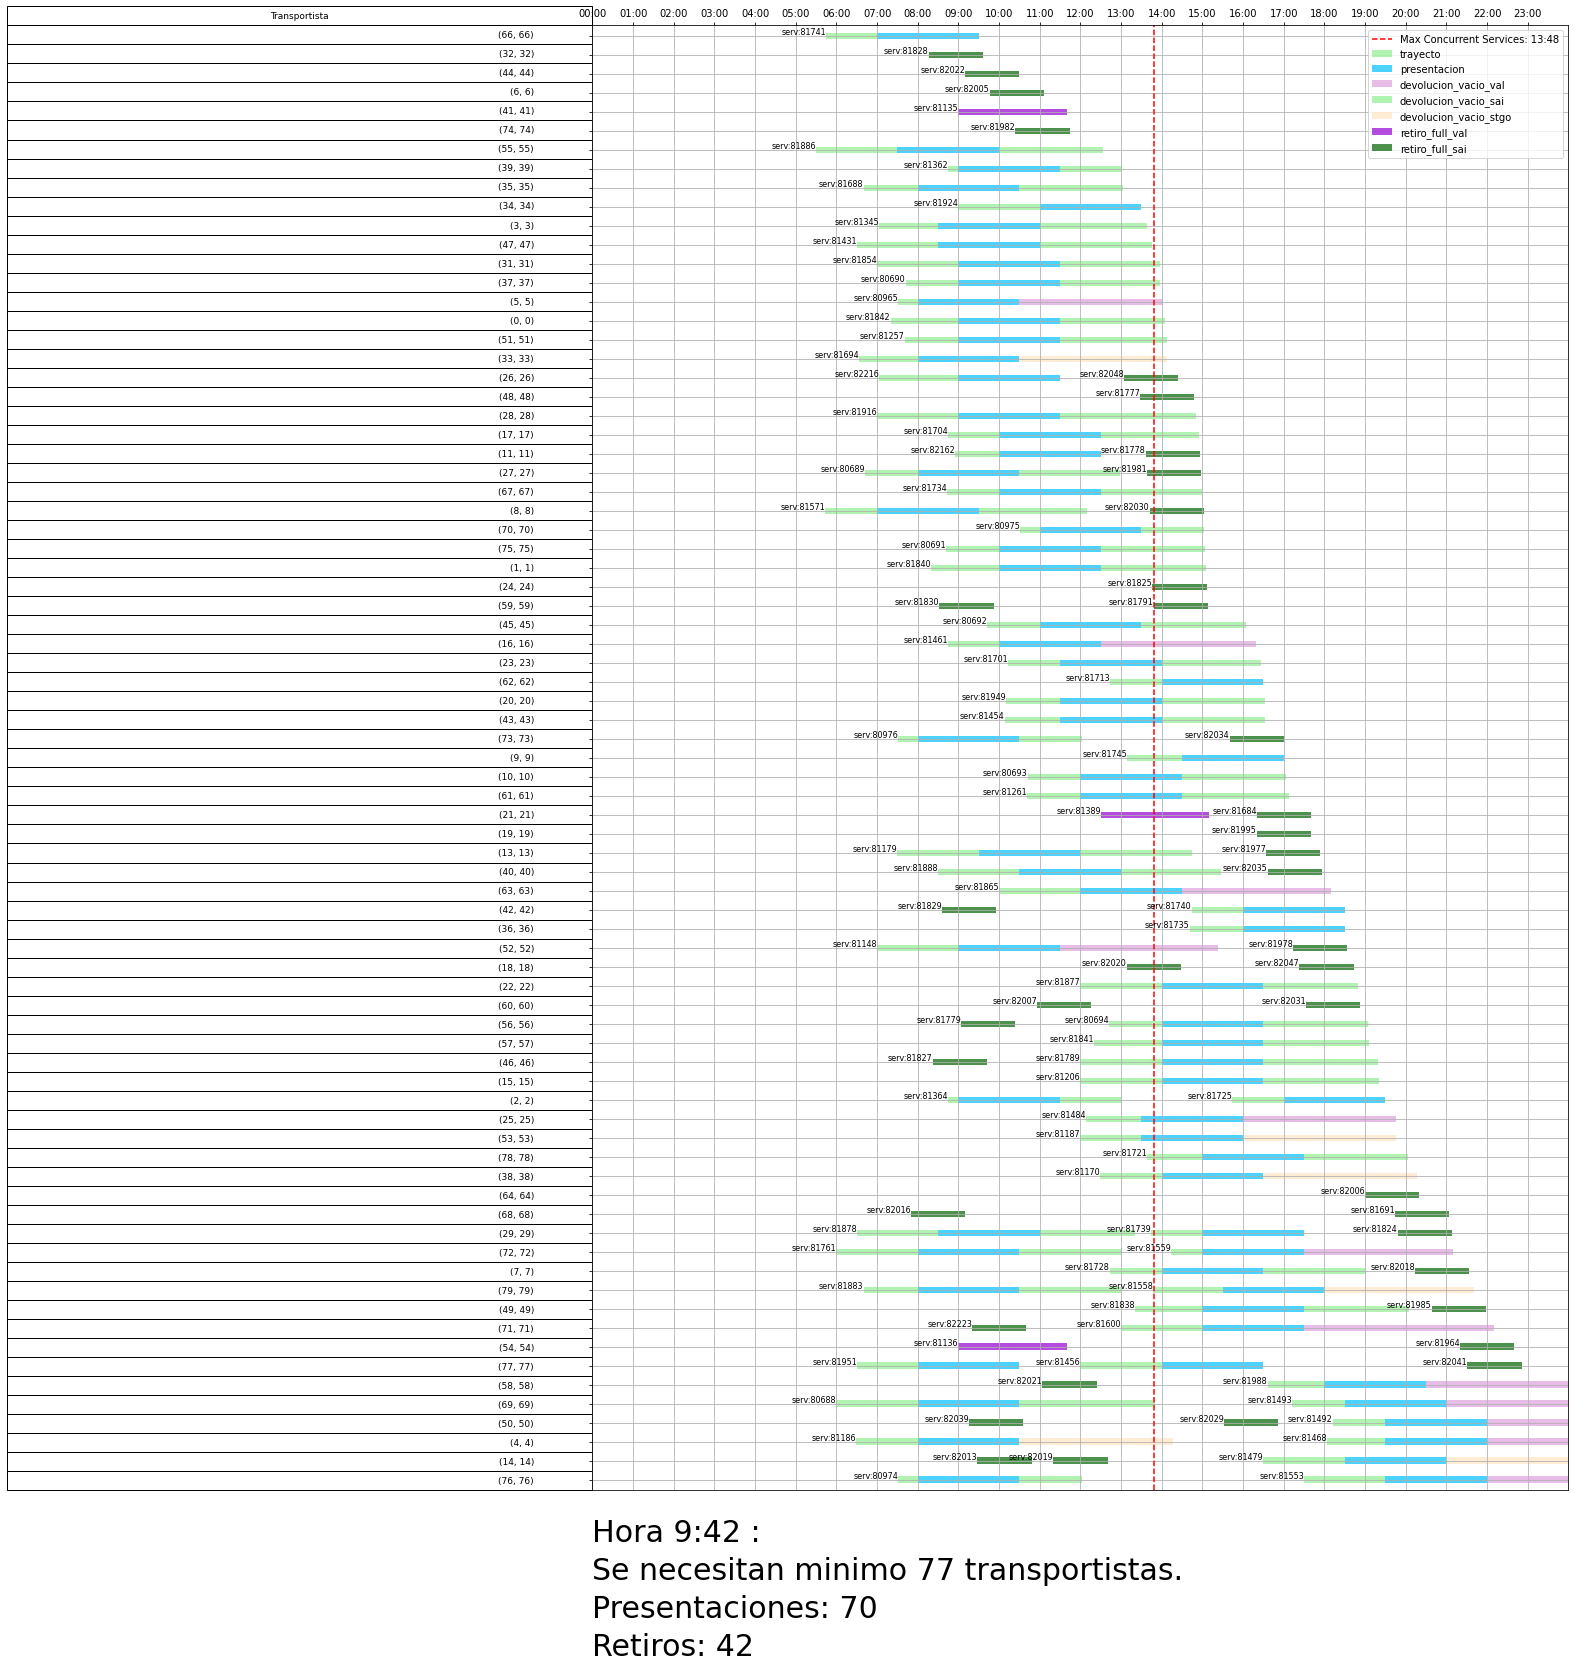 Transportista
00:00 01:00 02:00 03:00 04:00 05:00 06:00 07:00 08:00 09:00 10:00 11:00 12:00 13:00 14:00 15:00 16:00 17:00 18:00 19:00 20:00 21:00 22:00 23:00
Max Concurrent Services: 13:48
trayecto
presentacion
devolucion_vacio_val
devolucion_vacio_sai
devolucion_vacio_stgo
retiro_full_val
retiro_full_sai
(66, 66) serv:81741
(32, 32) serv:81828
(44, 44) serv:82022
(6, 6) serv:82005
(41, 41) serv:81135
(74, 74) serv:81982
(55, 55) serv:81886
(39, 39) serv:81362
(35, 35) serv:81688
(34, 34) serv:81924
(3, 3) serv:81345
(47, 47) serv:81431
(31, 31) serv:81854
(37, 37) serv:80690
(5, 5) serv:80965
(0, 0) serv:81842
(51, 51) serv:81257
(33, 33) serv:81694
(26, 26) serv:82216 serv:82048
(48, 48) serv:81777
(28, 28) serv:81916
(17, 17) serv:81704
(11, 11) serv:82162 serv:81778
(27, 27) serv:80689 serv:81981
(67, 67) serv:81734
(8, 8) serv:81571 serv:82030
(70, 70) serv:80975
(75, 75) serv:80691
(1, 1) serv:81840
(24, 24) serv:81825
(59, 59) serv:81830 serv:81791
(45, 45) serv:80692
(16, 16) serv:81461
(23, 23) serv:81701
(62, 62) serv:81713
(20, 20) serv:81949
(43, 43) serv:81454
(73, 73) serv:80976 serv:82034
(9, 9) serv:81745
(10, 10) serv:80693
(61, 61) serv:81261
(21, 21) serv:81389 serv:81684
(19, 19) serv:81995
(13, 13) serv:81179 serv:81977
(40, 40) serv:81888 serv:82035
(63, 63) serv:81865
(42, 42) serv:81829 serv:81740
(36, 36) serv:81735
(52, 52) serv:81148 serv:81978
(18, 18) serv:82020 serv:82047
(22, 22) serv:81877
(60, 60) serv:82007 serv:82031
(56, 56) serv:81779 serv:80694
(57, 57) serv:81841
(46, 46) serv:81827 serv:81789
(15, 15) serv:81206
(2, 2) serv:81364 serv:81725
(25, 25) serv:81484
(53, 53) serv:81187
(78, 78) serv:81721
(38, 38) serv:81170
(64, 64) serv:82006
(68, 68) serv:82016 serv:81691
(29, 29) serv:81878 serv:81739 serv:81824
(72, 72) serv:81761 serv:81559
(7, 7) serv:81728 serv:82018
(79, 79) serv:81883 serv:81558
(49, 49) serv:81838 serv:81985
(71, 71) serv:82223 serv:81600
(54, 54) serv:81136 serv:81964
(77, 77) serv:81951 serv:81456 serv:82041
(58, 58) serv:82021 serv:81988
(69, 69) serv:80688 serv:81493
(50, 50) serv:82039 serv:82029 serv:81492
(4, 4) serv:81186 serv:81468
(14, 14) serv:82013 serv:82019 serv:81479
(76, 76) serv:80974 serv:81553
Hora 9:42 :
Se necesitan minimo 77 transportistas.
Presentaciones: 70
Retiros: 42